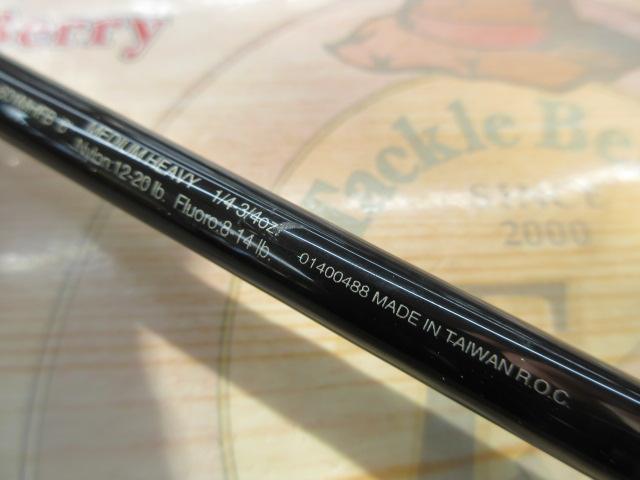 Berry
Tackle Be
SINCE
2000
MEDIUM HEAVY 1/4-3/4oz.
Nylon:12-20 lb. Fluoro:8-14 lb.
01400488 MADE IN TAIWAN R.O.C.